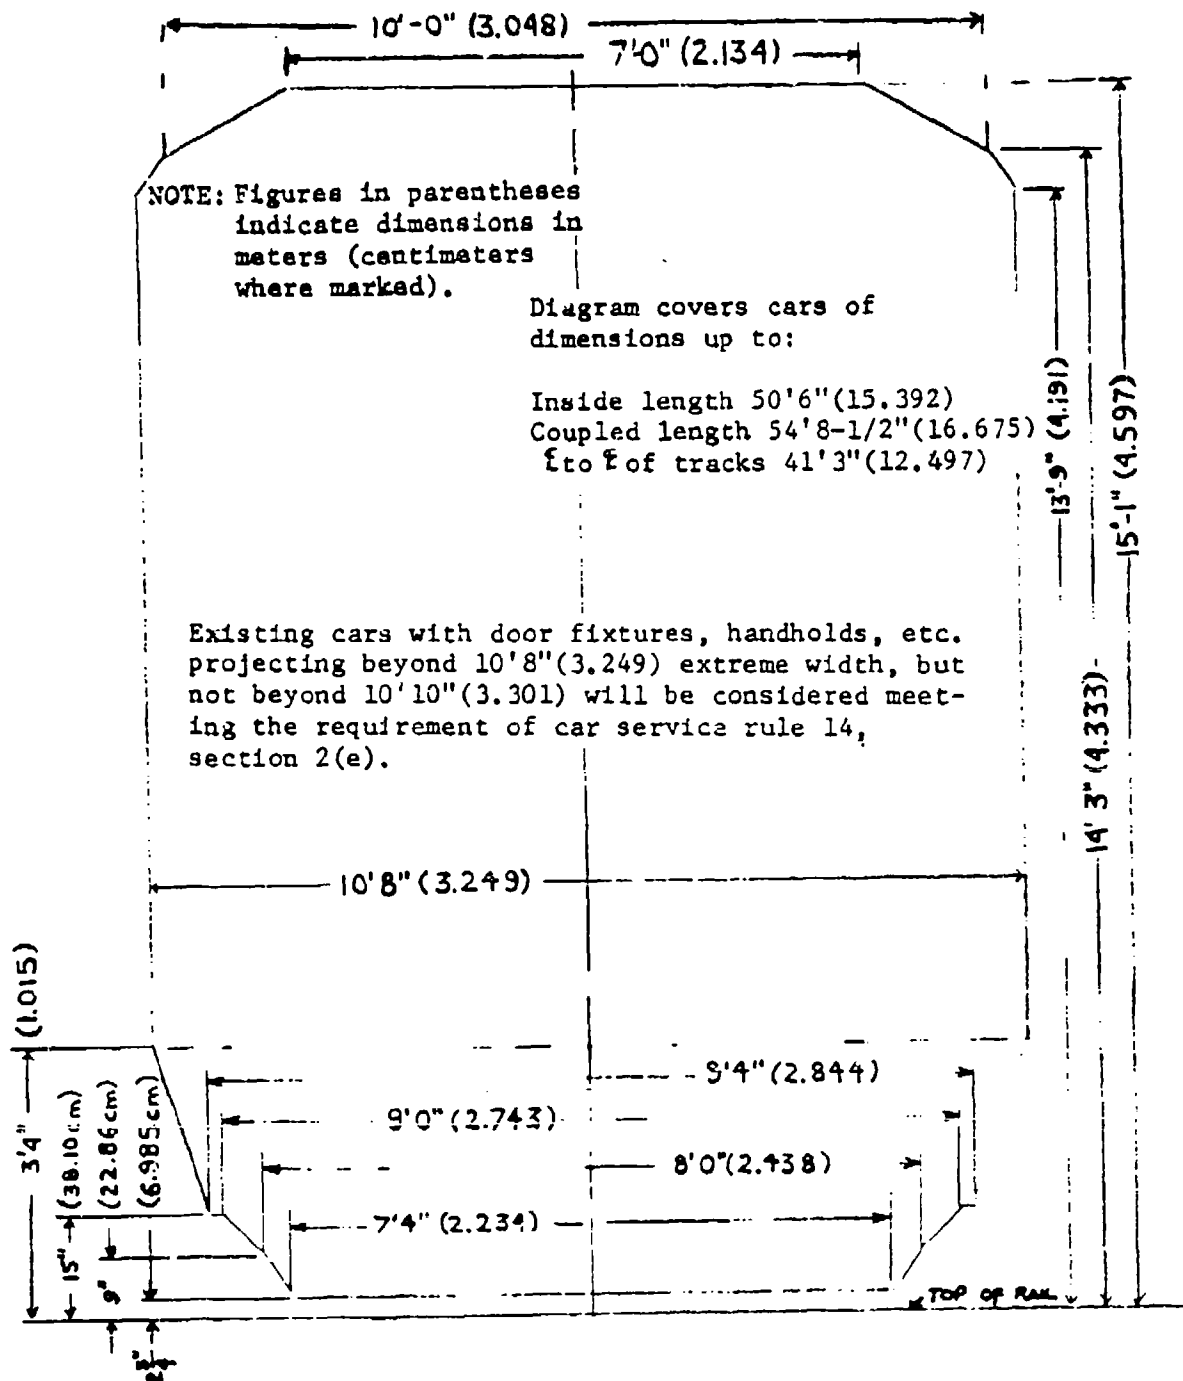 10'-0" (3.048)
7'0" (2.134)
NOTE: Figures in parentheses
indicate dimensions in
meters (centimeters
where marked).
Diagram covers cars of
dimensions up to:
Inside length 50'6"(15.392)
Coupled length 54'8-1/2"(16.675)
℄to ℄ of tracks 41'3"(12.497)
13'-9" (4.191)
15'-1" (4.597)
14' 3" (4.333)
Existing cars with door fixtures, handholds, etc.
projecting beyond 10'8"(3.249) extreme width, but
not beyond 10'10"(3.301) will be considered meet-
ing the requirement of car service rule 14,
section 2(e).
10'8" (3.249)
3'4" (1.015)
15" (38.10 cm)
9" (22.86 cm)
(6.985 cm)
9'4" (2.844)
9'0" (2.743)
8'0"(2.438)
7'4" (2.234)
TOP OF RAIL